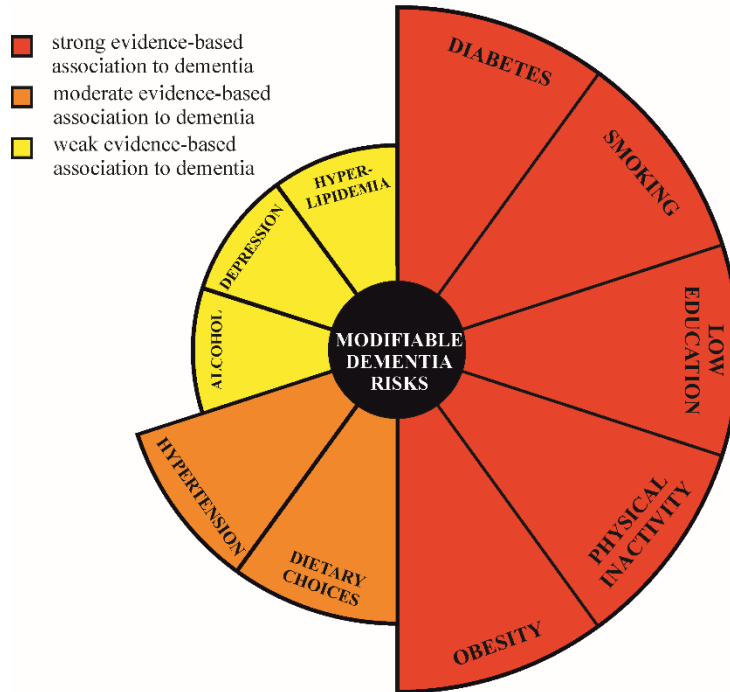 strong evidence-based
association to dementia
moderate evidence-based
association to dementia
weak evidence-based
association to dementia
DIABETES
SMOKING
LOW
EDUCATION
PHYSICAL
INACTIVITY
OBESITY
DIETARY
CHOICES
HYPERTENSION
ALCOHOL
DEPRESSION
HYPER-
LIPIDEMIA
MODIFIABLE
DEMENTIA
RISKS